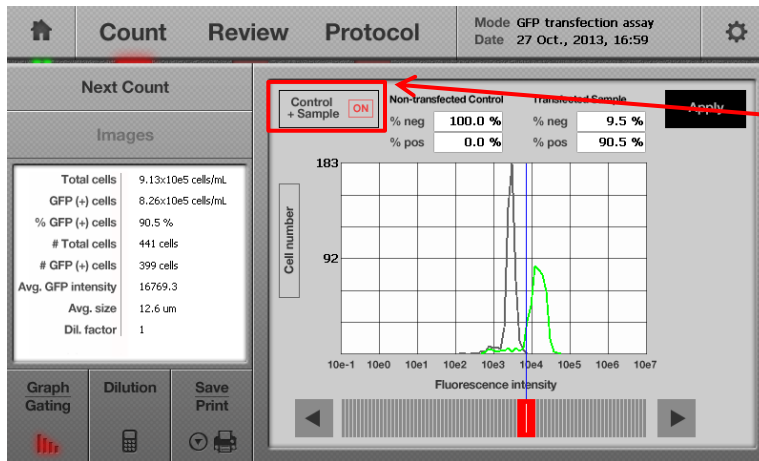 Count
Review
Protocol
Mode GFP transfection assay
Date 27 Oct., 2013, 16:59
Next Count
Images
Total cells 9.13x10e5 cells/mL
GFP (+) cells 8.26x10e5 cells/mL
% GFP (+) cells 90.5 %
# Total cells 441 cells
# GFP (+) cells 399 cells
Avg. GFP intensity 16769.3
Avg. size 12.6 um
Dil. factor 1
Graph
Gating
Dilution
Save
Print
Control
+ Sample
ON
Non-transfected Control
% neg 100.0 %
% pos 0.0 %
Transfected Sample
% neg 9.5 %
% pos 90.5 %
Apply
183
92
Cell number
10e-1 10e0 10e1 10e2 10e3 10e4 10e5 10e6 10e7
Fluorescence intensity